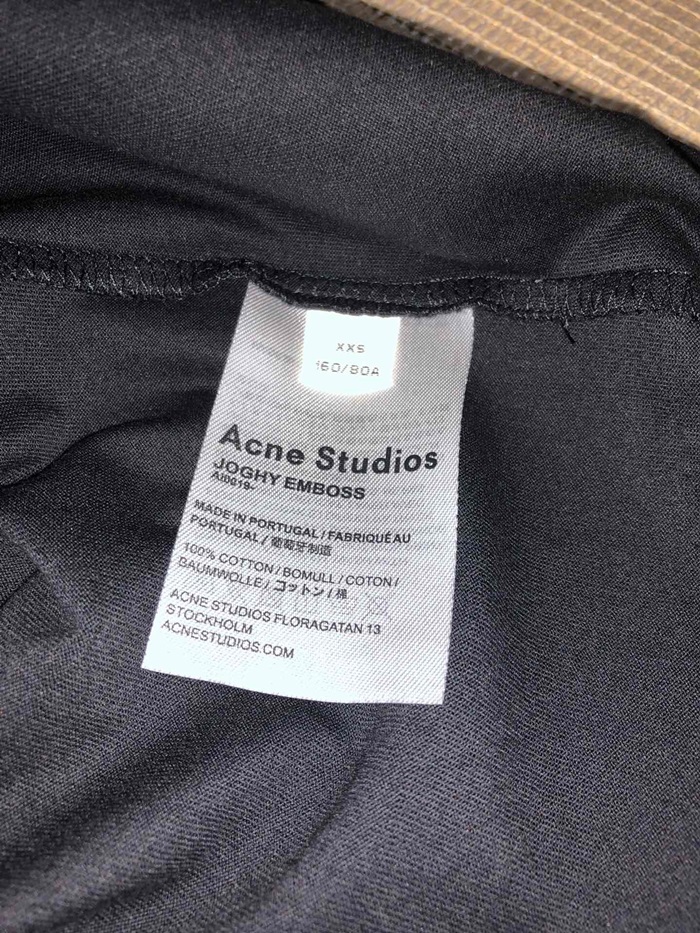 XXS
160/80A
Acne Studios
JOGHY EMBOSS
AI0019-
MADE IN PORTUGAL / FABRIQUÉ AU
PORTUGAL / 葡萄牙制造
100% COTTON / BOMULL / COTON /
BAUMWOLLE / コットン / 棉
ACNE STUDIOS FLORAGATAN 13
STOCKHOLM
ACNESTUDIOS.COM